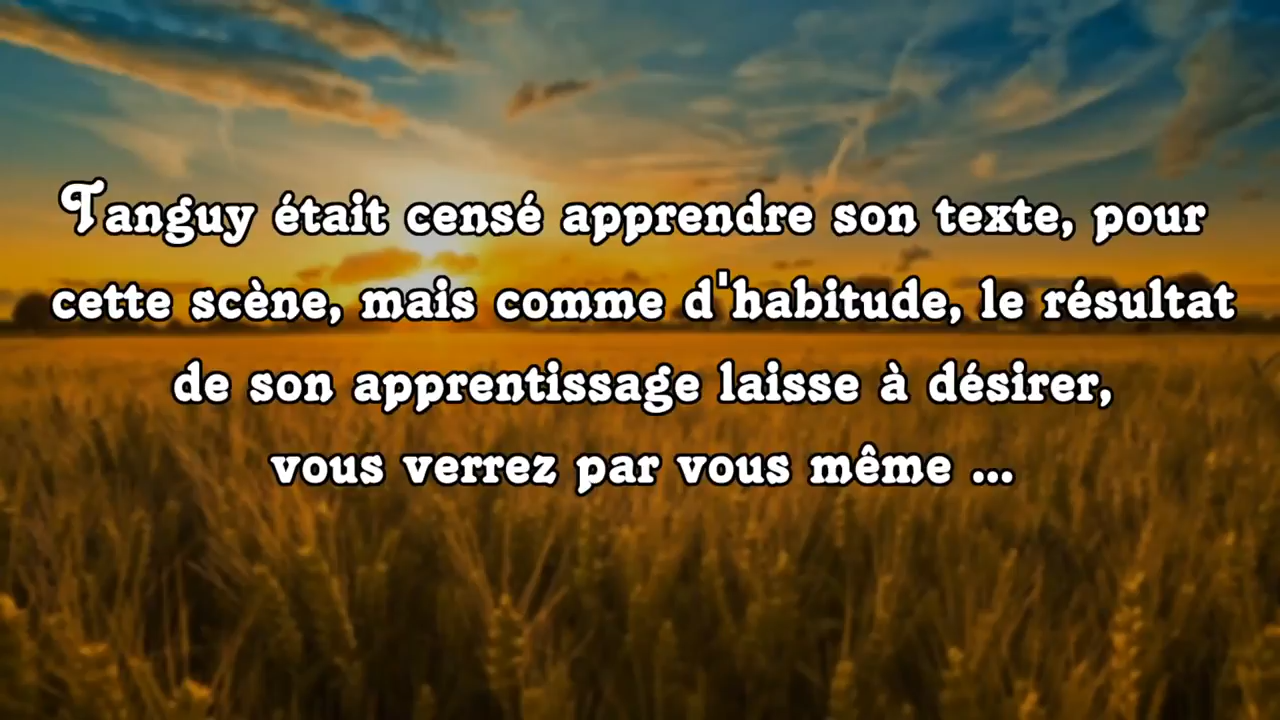 Tanguy était censé apprendre son texte, pour
cette scène, mais comme d'habitude, le résultat
de son apprentissage laisse à désirer,
vous verrez par vous même ...